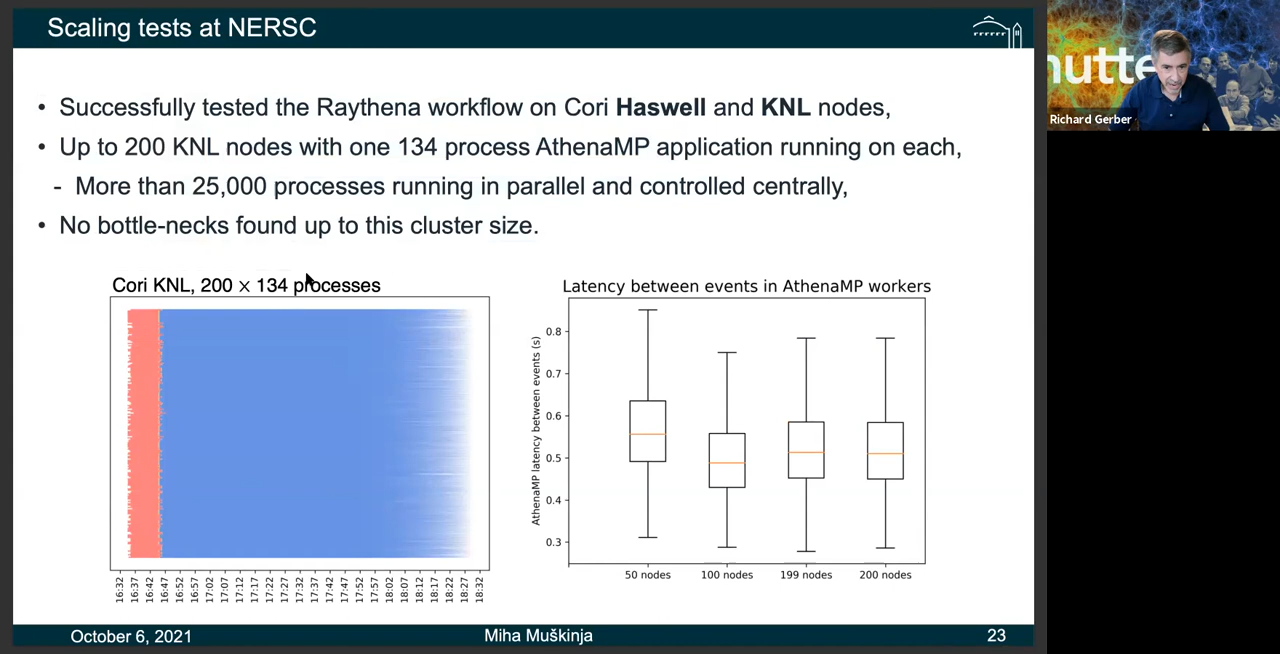 Scaling tests at NERSC
• Successfully tested the Raythena workflow on Cori Haswell and KNL nodes,
• Up to 200 KNL nodes with one 134 process AthenaMP application running on each,
- More than 25,000 processes running in parallel and controlled centrally,
• No bottle-necks found up to this cluster size.
Cori KNL, 200 × 134 processes
16:32 16:37 16:42 16:47 16:52 16:57 17:02 17:07 17:12 17:17 17:22 17:27 17:32 17:37 17:42 17:47 17:52 17:57 18:02 18:07 18:12 18:17 18:22 18:27 18:32
Latency between events in AthenaMP workers
AthenaMP latency between events (s)
0.8
0.7
0.6
0.5
0.4
0.3
50 nodes 100 nodes 199 nodes 200 nodes
October 6, 2021 Miha Muškinja 23
Richard Gerber